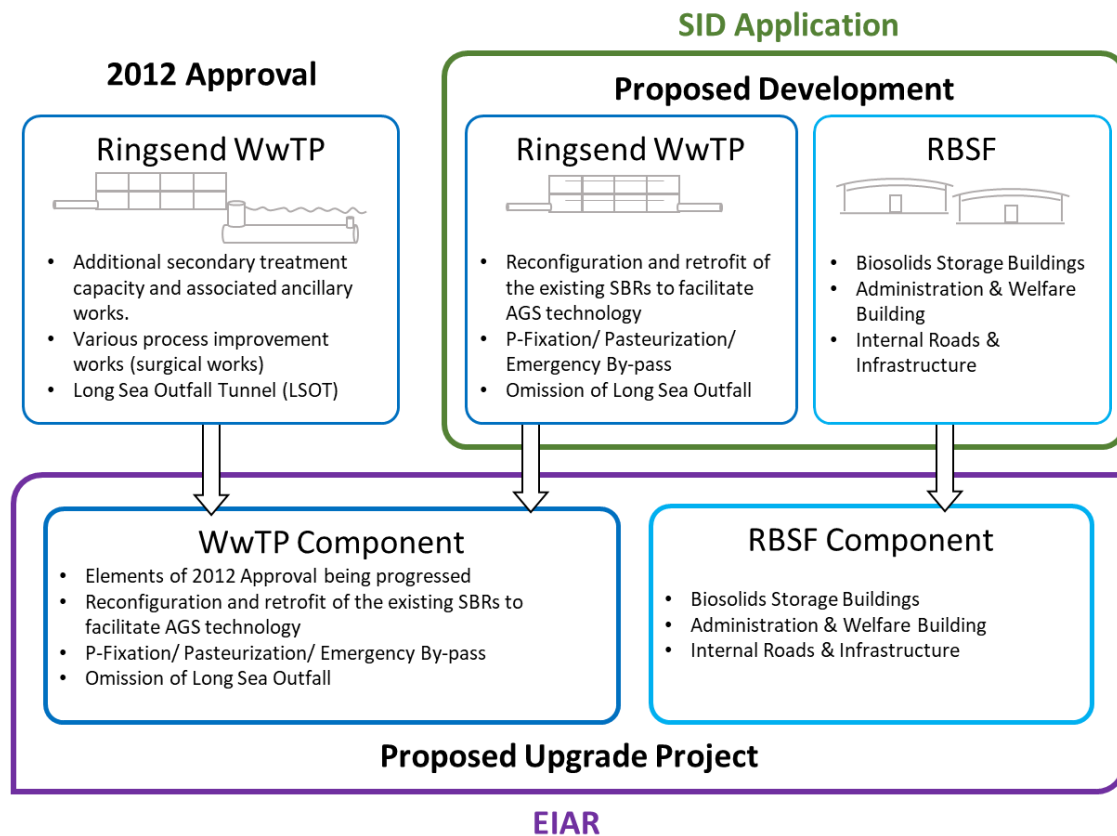 SID Application
2012 Approval
Proposed Development
Ringsend WwTP
• Additional secondary treatment
capacity and associated ancillary
works.
• Various process improvement
works (surgical works)
• Long Sea Outfall Tunnel (LSOT)
Ringsend WwTP
• Reconfiguration and retrofit of
the existing SBRs to facilitate
AGS technology
• P-Fixation/ Pasteurization/
Emergency By-pass
• Omission of Long Sea Outfall
RBSF
• Biosolids Storage Buildings
• Administration & Welfare
Building
• Internal Roads &
Infrastructure
WwTP Component
• Elements of 2012 Approval being progressed
• Reconfiguration and retrofit of the existing SBRs to
facilitate AGS technology
• P-Fixation/ Pasteurization/ Emergency By-pass
• Omission of Long Sea Outfall
RBSF Component
• Biosolids Storage Buildings
• Administration & Welfare Building
• Internal Roads & Infrastructure
Proposed Upgrade Project
EIAR